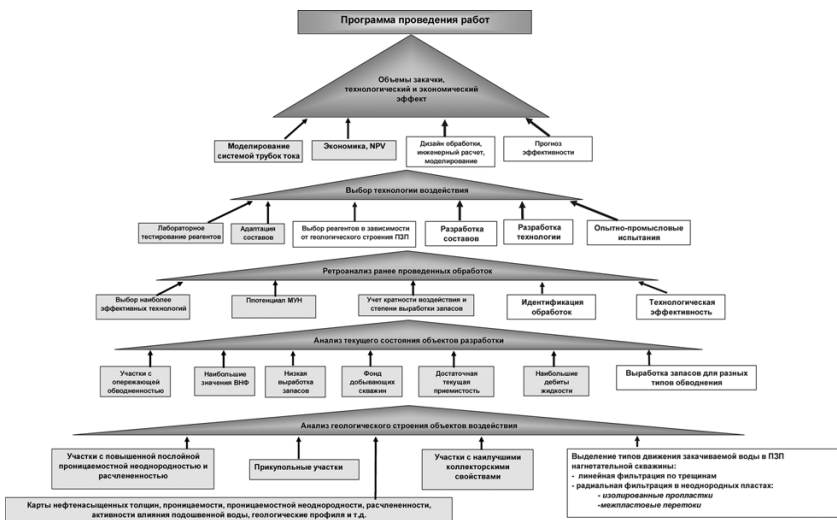 Программа проведения работ
Объемы закачки,
технологический и экономический
эффект
Моделирование
системой трубок тока
Экономика, NPV
Дизайн обработки,
инженерный расчет,
моделирование
Прогноз
эффективности
Выбор технологии воздействия
Лабораторное
тестирование реагентов
Адаптация
составов
Выбор реагентов в зависимости
от геологического строения ПЗП
Разработка
составов
Разработка
технологии
Опытно-промысловые
испытания
Ретроанализ ранее проведенных обработок
Выбор наиболее
эффективных технологий
Пплотенциал МУН
Учет кратности воздействия и
степени выработки запасов
Идентификация
обработок
Технологическая
эффективность
Анализ текущего состояния объектов разработки
Участки с
опережающей
обводненностью
Наибольшие
значения ВНФ
Низкая
выработка
запасов
Фонд
добывающих
скважин
Достаточная
текущая
приемистость
Наибольшие
дебиты
жидкости
Выработка запасов для разных
типов обводнения
Анализ геологического строения объектов воздействия
Участки с повышенной послойной
проницаемостной неоднородностью и
расчлененностью
Прикупольные участки
Участки с наилучшими
коллекторскими
свойствами
Выделение типов движения закачиваемой воды в ПЗП
нагнетательной скважины:
- линейная фильтрация по трещинам
- радиальная фильтрация в неоднородных пластах:
- изолированные пропластки
- межпластовые перетоки
Карты нефтенасыщенных толщин, проницаемости, проницаемостной неоднородности, расчлененности,
активности влияния подошвенной воды, геологические профиля и т.д.